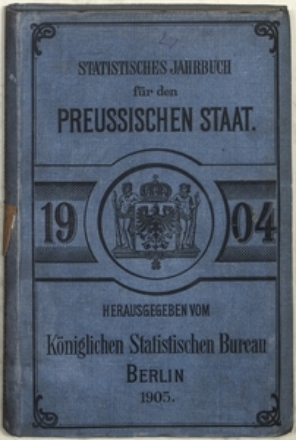 STATISTISCHES JAHRBUCH
für den
PREUSSISCHEN STAAT.
19 04
HERAUSGEGEBEN VOM
Königlichen Statistischen Bureau
BERLIN
1905.